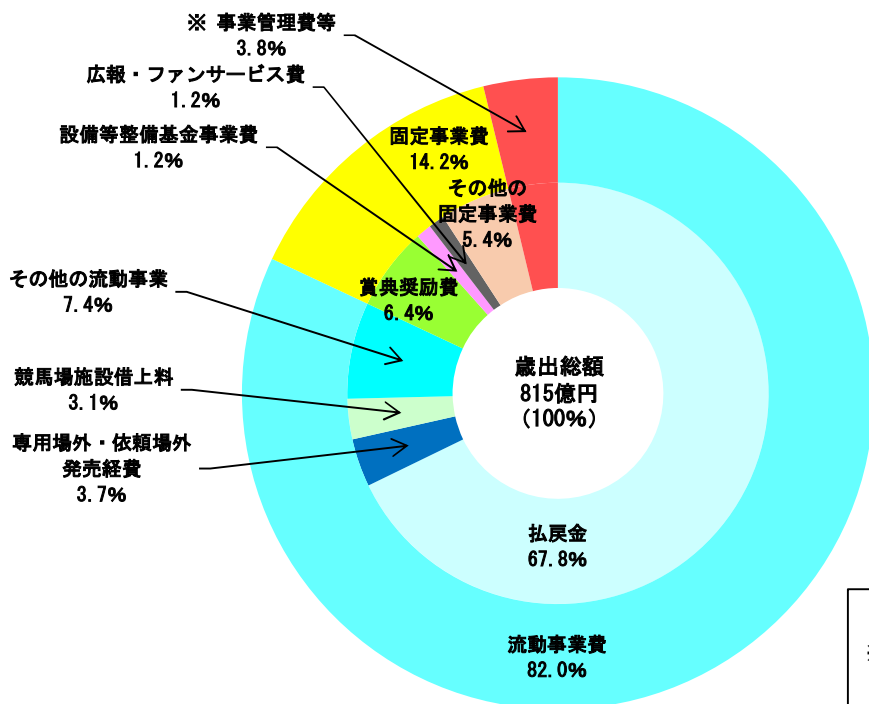 ※ 事業管理費等
3.8%
広報・ファンサービス費
1.2%
設備等整備基金事業費
1.2%
固定事業費
14.2%
その他の
固定事業費
5.4%
その他の流動事業
7.4%
賞典奨励費
6.4%
競馬場施設借上料
3.1%
専用場外・依頼場外
発売経費
3.7%
歳出総額
815億円
(100%)
払戻金
67.8%
流動事業費
82.0%